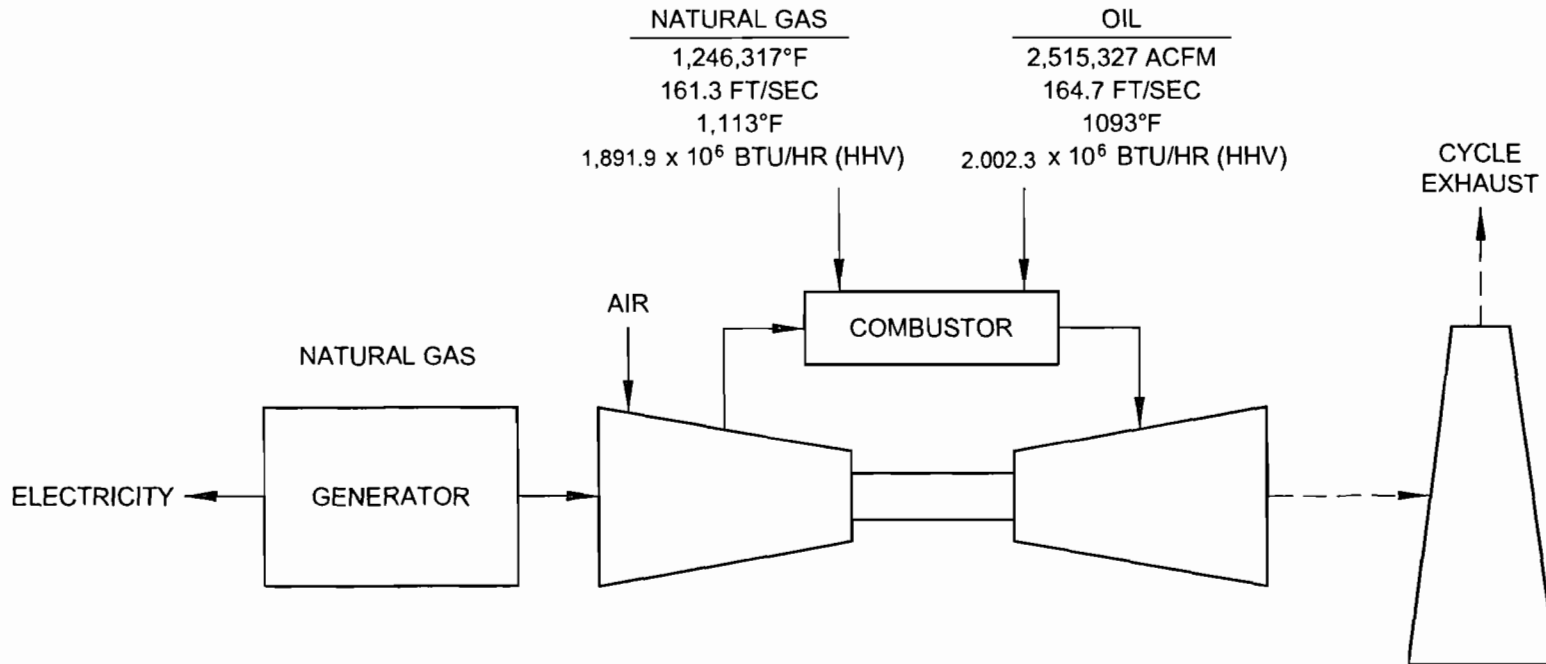 NATURAL GAS
1,246,317°F
161.3 FT/SEC
1,113°F
1,891.9 x 10⁶ BTU/HR (HHV)
OIL
2,515,327 ACFM
164.7 FT/SEC
1093°F
2.002.3 x 10⁶ BTU/HR (HHV)
CYCLE
EXHAUST
AIR
COMBUSTOR
NATURAL GAS
ELECTRICITY
GENERATOR